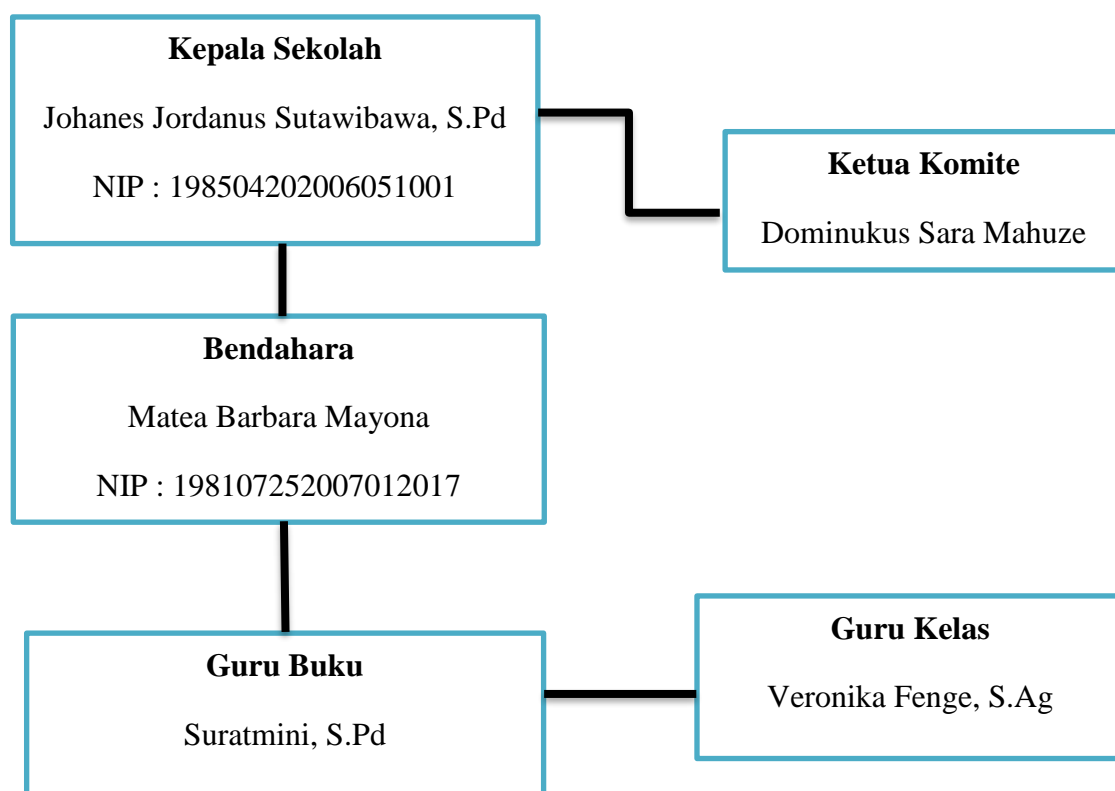 Kepala Sekolah
Johanes Jordanus Sutawibawa, S.Pd
NIP : 198504202006051001
Ketua Komite
Dominukus Sara Mahuze
Bendahara
Matea Barbara Mayona
NIP : 198107252007012017
Guru Buku
Suratmini, S.Pd
Guru Kelas
Veronika Fenge, S.Ag